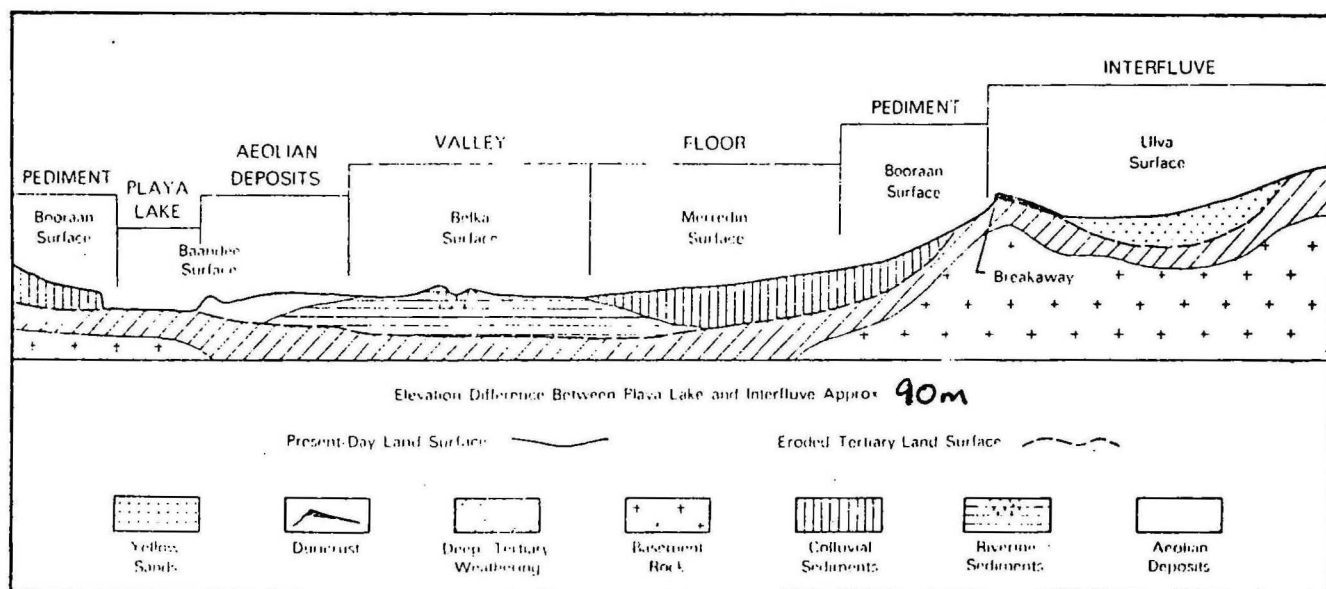 INTERFLUVE
PEDIMENT
VALLEY
FLOOR
AEOLIAN
DEPOSITS
PEDIMENT
PLAYA
LAKE
Ulva
Surface
Booraan
Surface
Booraan
Surface
Baandee
Surface
Belka
Surface
Merredin
Surface
Breakaway
Elevation Difference Between Playa Lake and Interfluve Approx 90m
Present-Day Land Surface
Eroded Tertiary Land Surface
Yellow
Sands
Duricrust
Deep Tertiary
Weathering
Basement
Rock
Colluvial
Sediments
Riverine
Sediments
Aeolian
Deposits